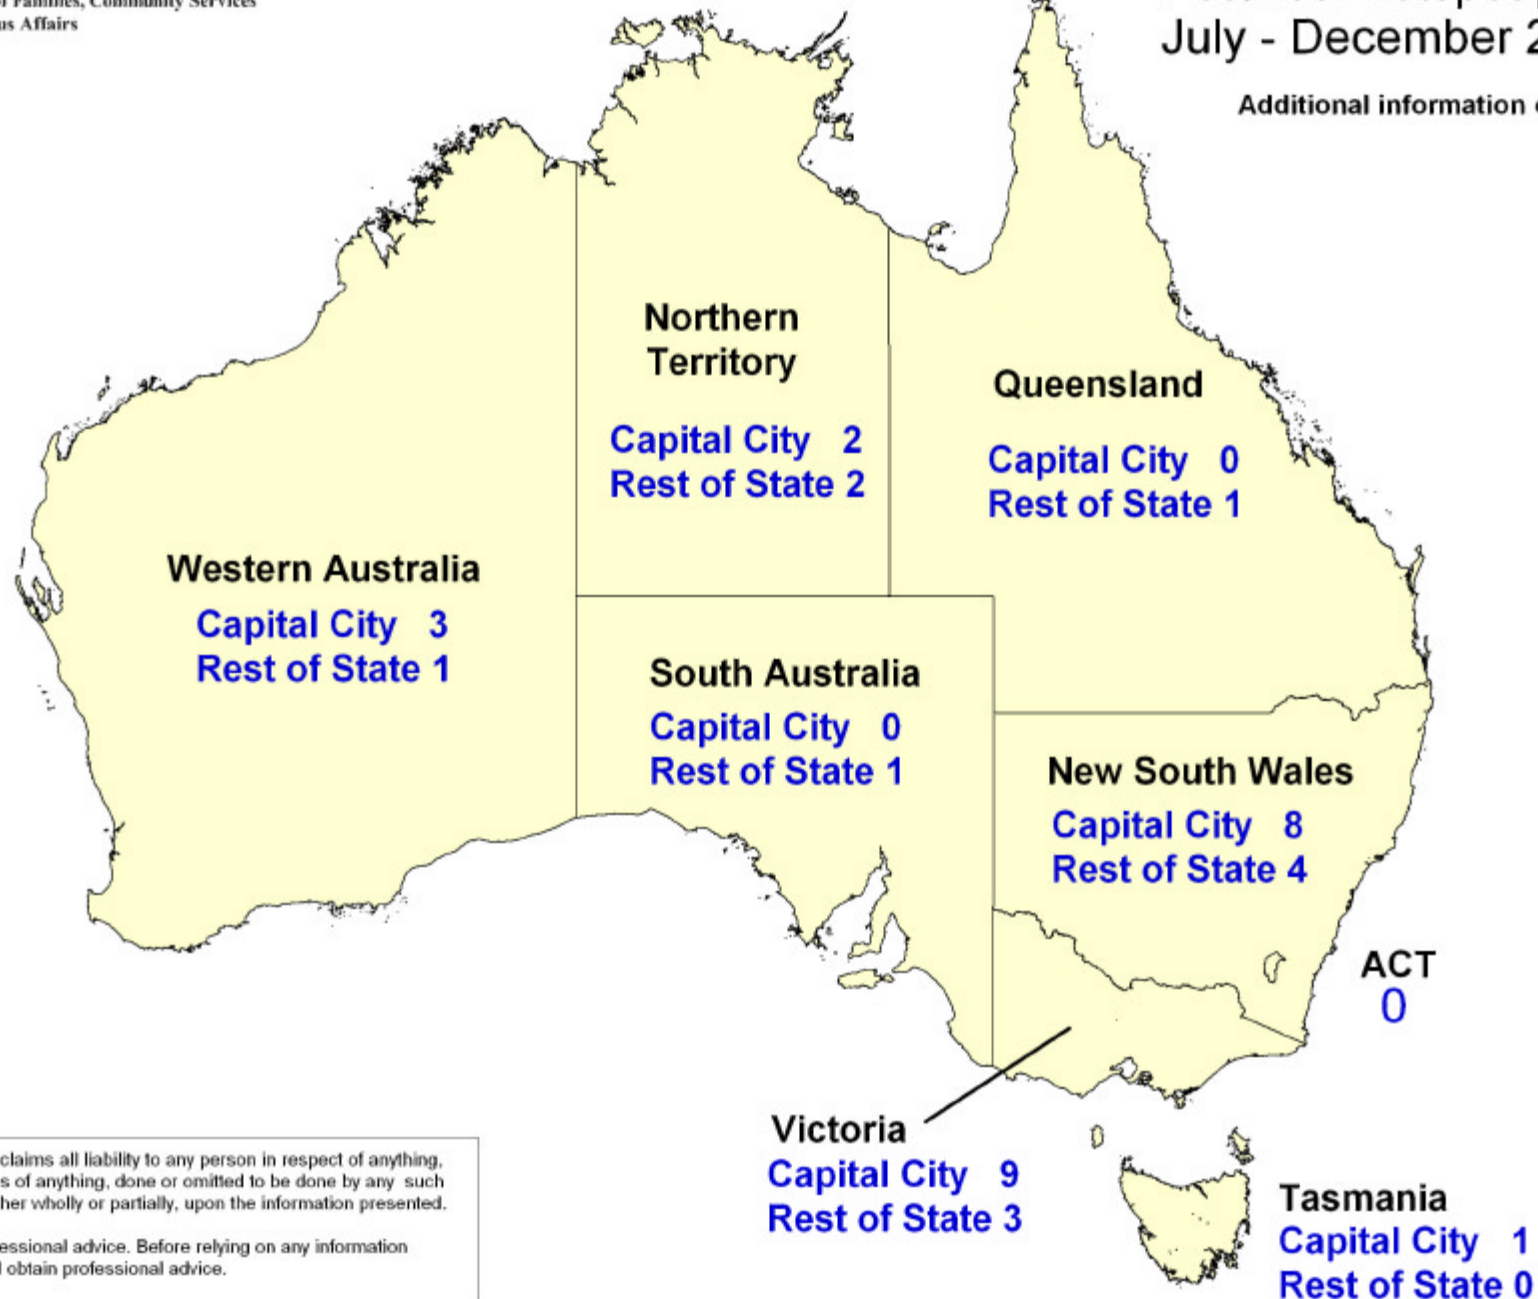 Families, Community Services
us Affairs
July - December
Additional information
Northern
Territory
Capital City 2
Rest of State 2
Queensland
Capital City 0
Rest of State 1
Western Australia
Capital City 3
Rest of State 1
South Australia
Capital City 0
Rest of State 1
New South Wales
Capital City 8
Rest of State 4
ACT
0
Victoria
Capital City 9
Rest of State 3
Tasmania
Capital City 1
Rest of State 0
claims all liability to any person in respect of anything,
s of anything, done or omitted to be done by any such
her wholly or partially, upon the information presented.
essional advice. Before relying on any information
obtain professional advice.